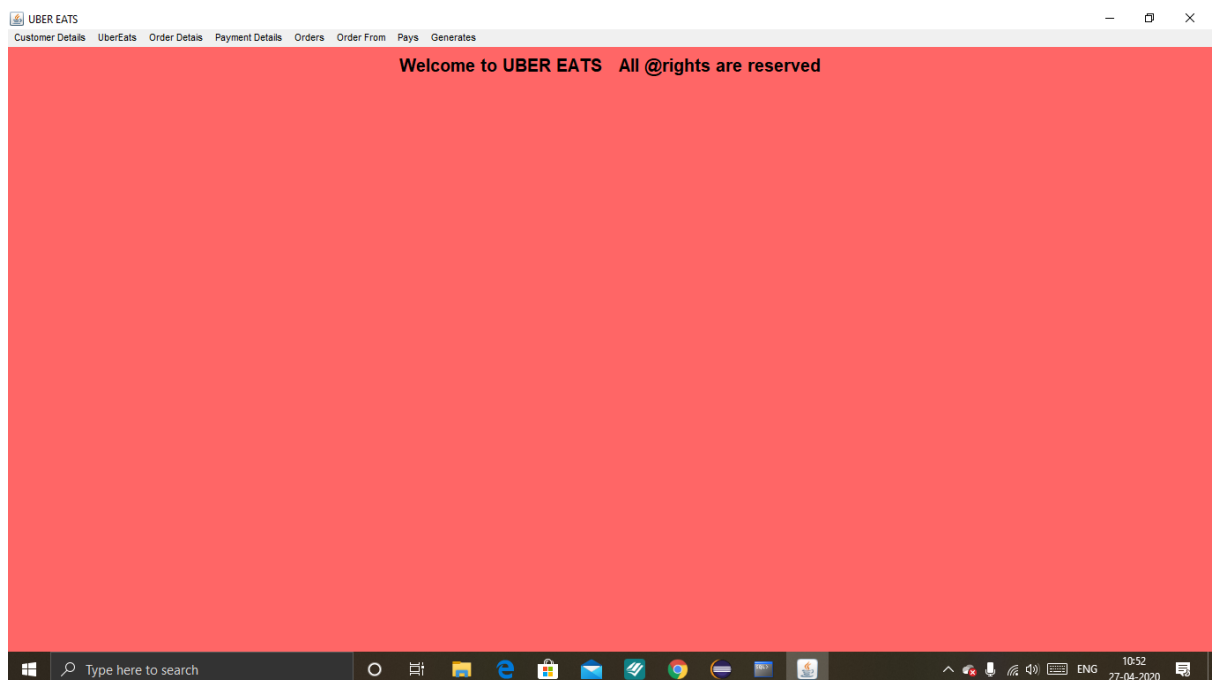 UBER EATS
Customer Details UberEats Order Detais Payment Details Orders Order From Pays Generates
Welcome to UBER EATS All @rights are reserved
Type here to search
ENG
10:52
27-04-2020